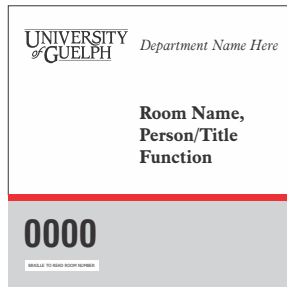 UNIVERSITY
of GUELPH
Department Name Here
Room Name,
Person/Title
Function
0000
BRAILLE TO READ ROOM NUMBER